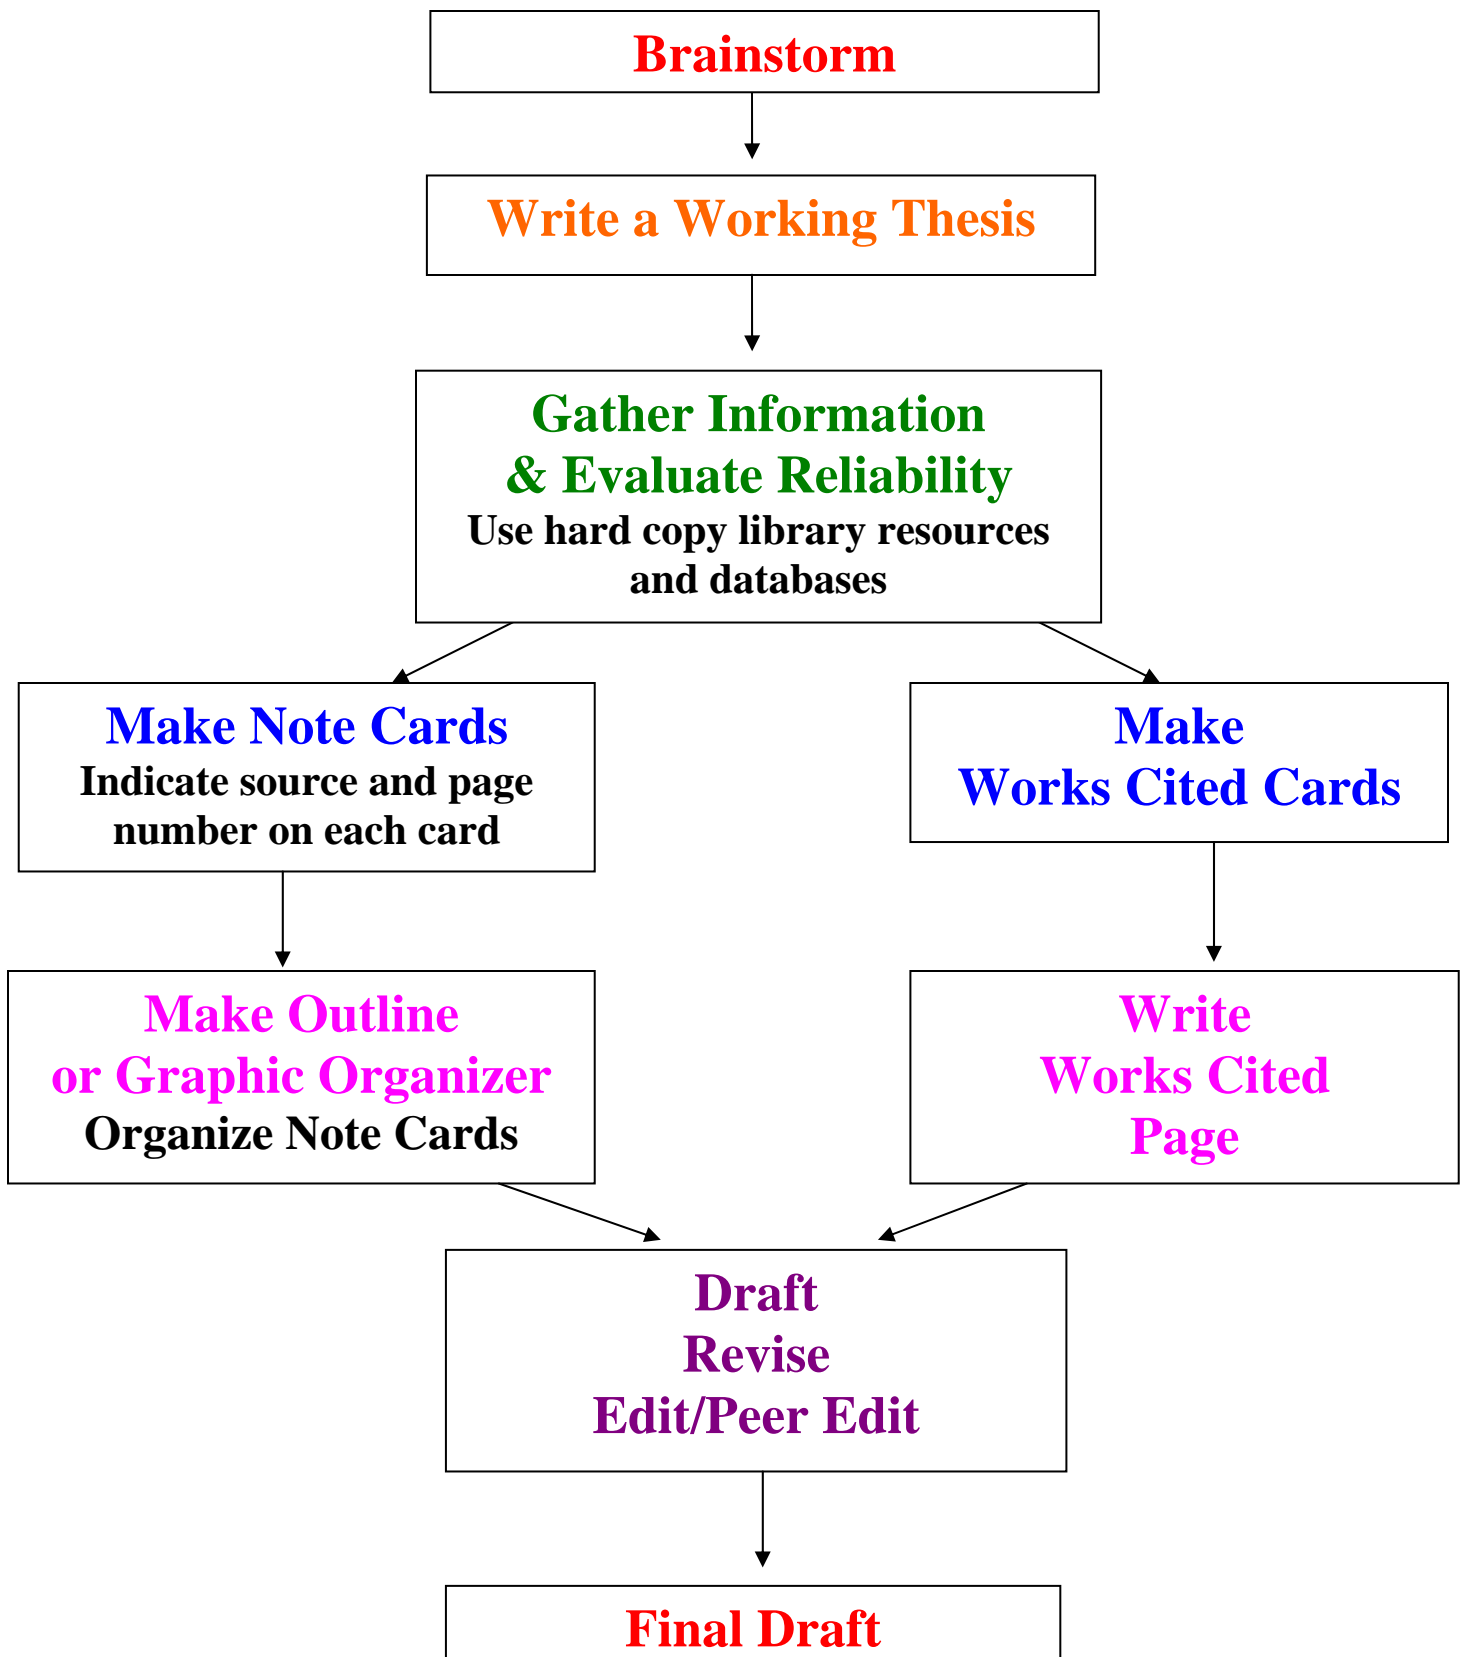 Brainstorm
Write a Working Thesis
Gather Information
& Evaluate Reliability
Use hard copy library resources
and databases
Make Note Cards
Indicate source and page
number on each card
Make
Works Cited Cards
Make Outline
or Graphic Organizer
Organize Note Cards
Write
Works Cited
Page
Draft
Revise
Edit/Peer Edit
Final Draft